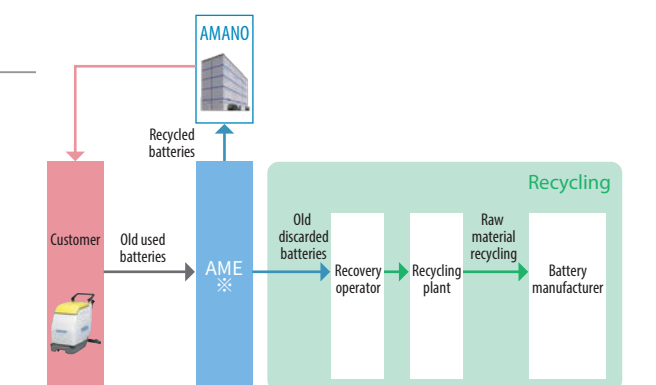 AMANO
Recycled
batteries
Recycling
Customer
Old used
batteries
AME
※
Old
discarded
batteries
Recovery
operator
Recycling
plant
Raw
material
recycling
Battery
manufacturer